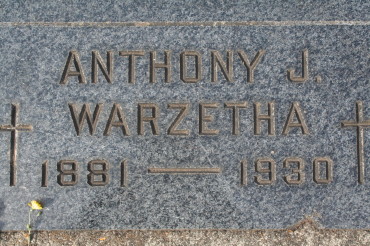 ANTHONY J.
WARZETHA
1881 — 1930